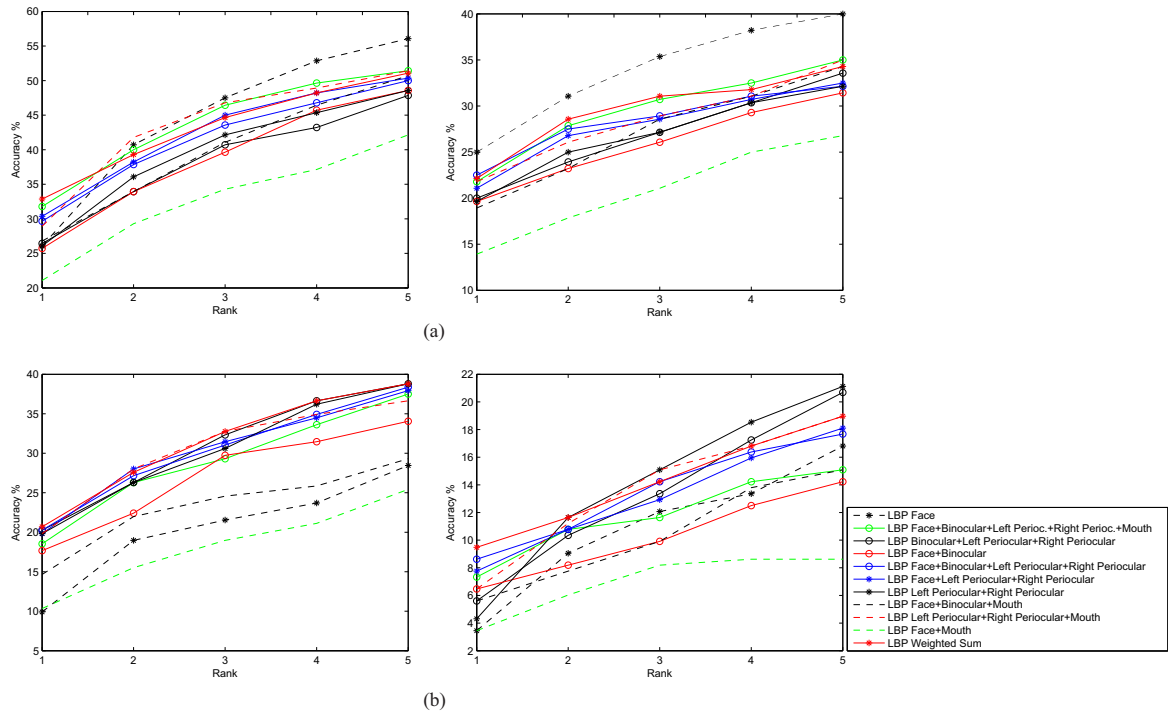 60
55
50
45
40
35
30
25
20
Accuracy %
1 2 3 4 5
Rank
40
35
30
25
20
15
10
Accuracy %
1 2 3 4 5
Rank
(a)
40
35
30
25
20
15
10
5
Accuracy %
1 2 3 4 5
Rank
22
20
18
16
14
12
10
8
6
4
2
Accuracy %
1 2 3 4 5
Rank
LBP Face
LBP Face+Binocular+Left Perioc.+Right Perioc.+Mouth
LBP Binocular+Left Periocular+Right Periocular
LBP Face+Binocular
LBP Face+Binocular+Left Periocular+Right Periocular
LBP Face+Left Periocular+Right Periocular
LBP Left Periocular+Right Periocular
LBP Face+Binocular+Mouth
LBP Left Periocular+Right Periocular+Mouth
LBP Face+Mouth
LBP Weighted Sum
(b)